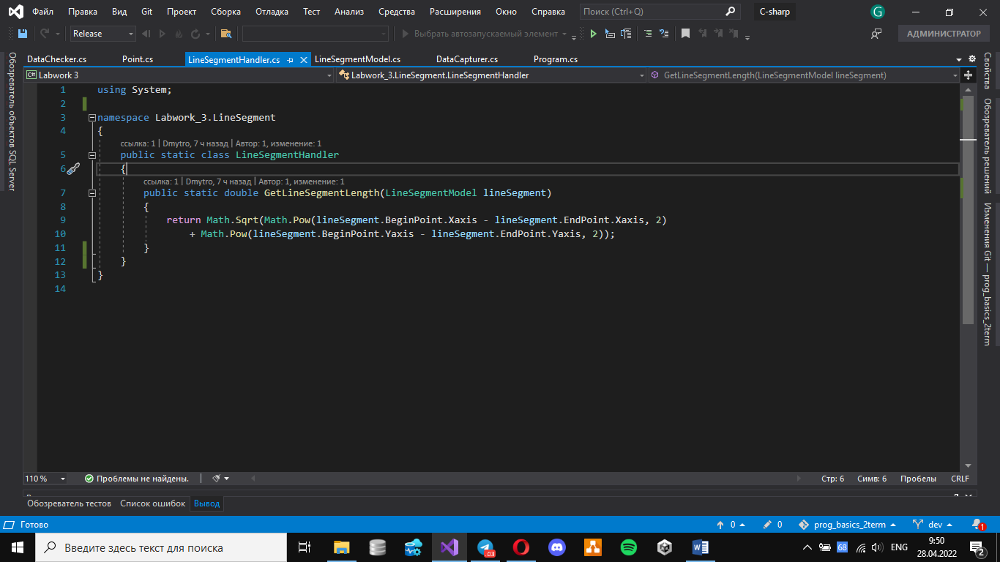 Файл Правка Вид Git Проект Сборка Отладка Тест Анализ Средства Расширения Окно Справка Поиск (Ctrl+Q) C-sharp G
Release Выбрать автозапускаемый элемент АДМИНИСТРАТОР
DataChecker.cs Point.cs LineSegmentHandler.cs LineSegmentModel.cs DataCapturer.cs Program.cs
C# Labwork 3 Labwork_3.LineSegment.LineSegmentHandler GetLineSegmentLength(LineSegmentModel lineSegment)
Обозреватель объектов SQL Server
1 using System;
2
3 namespace Labwork_3.LineSegment
4 {
ссылка: 1 | Dmytro, 7 ч назад | Автор: 1, изменение: 1
5 public static class LineSegmentHandler
6 {
ссылка: 1 | Dmytro, 7 ч назад | Автор: 1, изменение: 1
7 public static double GetLineSegmentLength(LineSegmentModel lineSegment)
8 {
9 return Math.Sqrt(Math.Pow(lineSegment.BeginPoint.Xaxis - lineSegment.EndPoint.Xaxis, 2)
10 + Math.Pow(lineSegment.BeginPoint.Yaxis - lineSegment.EndPoint.Yaxis, 2));
11 }
12 }
13 }
14
Свойства
Обозреватель решений
Изменения Git — prog_basics_2term
110 % Проблемы не найдены. Стр: 6 Симв: 6 Пробелы CRLF
Обозреватель тестов Список ошибок Вывод
Готово 0 0 prog_basics_2term dev 1
Введите здесь текст для поиска .03 68 ENG 9:50
28.04.2022 2